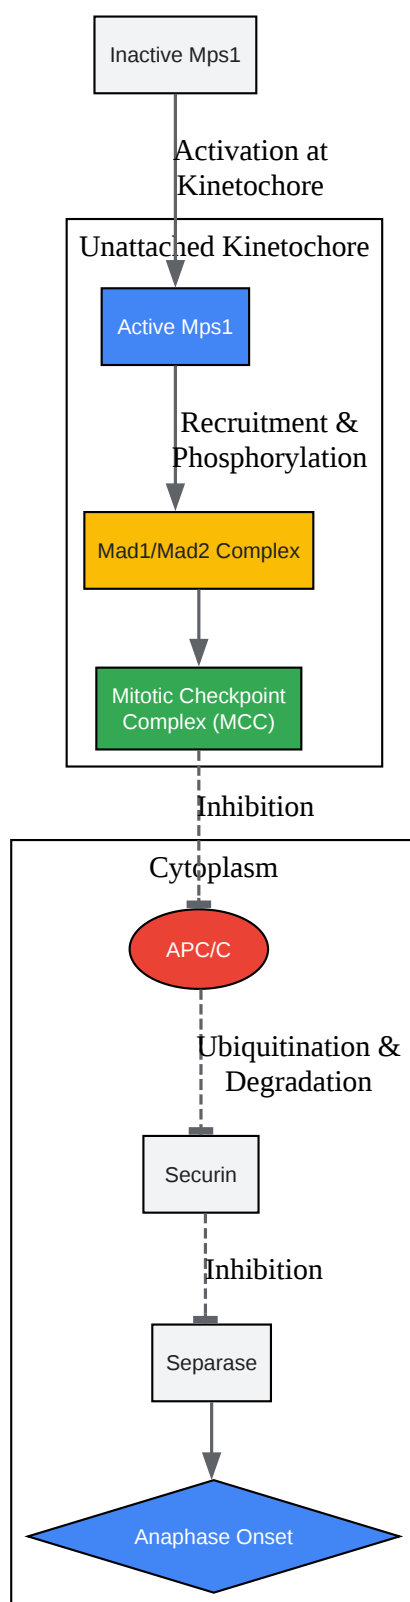 Inactive Mps1
Activation at
Kinetochore
Unattached Kinetochore
Active Mps1
Recruitment &
Phosphorylation
Mad1/Mad2 Complex
Mitotic Checkpoint
Complex (MCC)
Inhibition
Cytoplasm
APC/C
Ubiquitination &
Degradation
Securin
Inhibition
Separase
Anaphase Onset